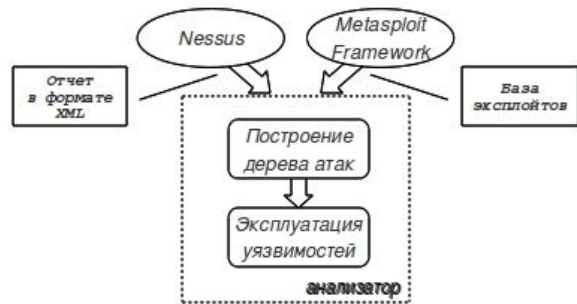 Nessus
Metasploit
Framework
Отчет
в формате
XML
База
эксплойтов
Построение
дерева атак
Эксплуатация
уязвимостей
анализатор